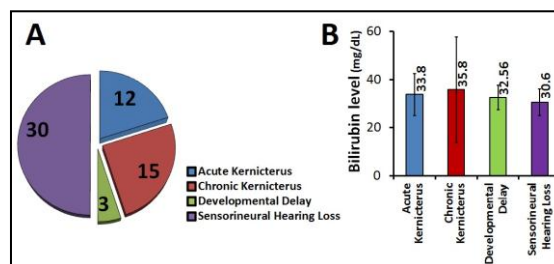 A
12
15
3
30
Acute Kernicterus
Chronic Kernicterus
Developmental Delay
Sensorineural Hearing Loss
B
Bilirubin level (mg/dL)
60
40
20
0
33.8
35.8
32.56
30.6
Acute
Kernicterus
Chronic
Kernicterus
Developmental
Delay
Sensorineural
Hearing Loss